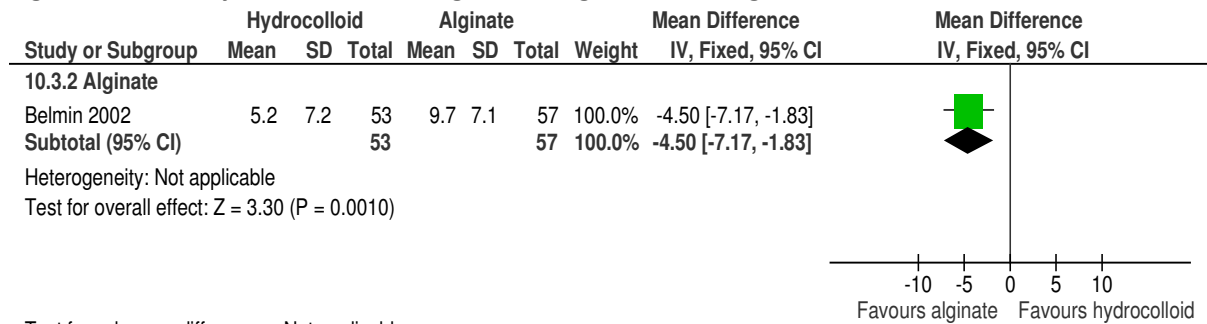 Hydrocolloid Alginate Mean Difference Mean Difference
Study or Subgroup Mean SD Total Mean SD Total Weight IV, Fixed, 95% CI IV, Fixed, 95% CI
10.3.2 Alginate
Belmin 2002 5.2 7.2 53 9.7 7.1 57 100.0% -4.50 [-7.17, -1.83]
Subtotal (95% CI) 53 57 100.0% -4.50 [-7.17, -1.83]
Heterogeneity: Not applicable
Test for overall effect: Z = 3.30 (P = 0.0010)
-10 -5 0 5 10
Favours alginate Favours hydrocolloid